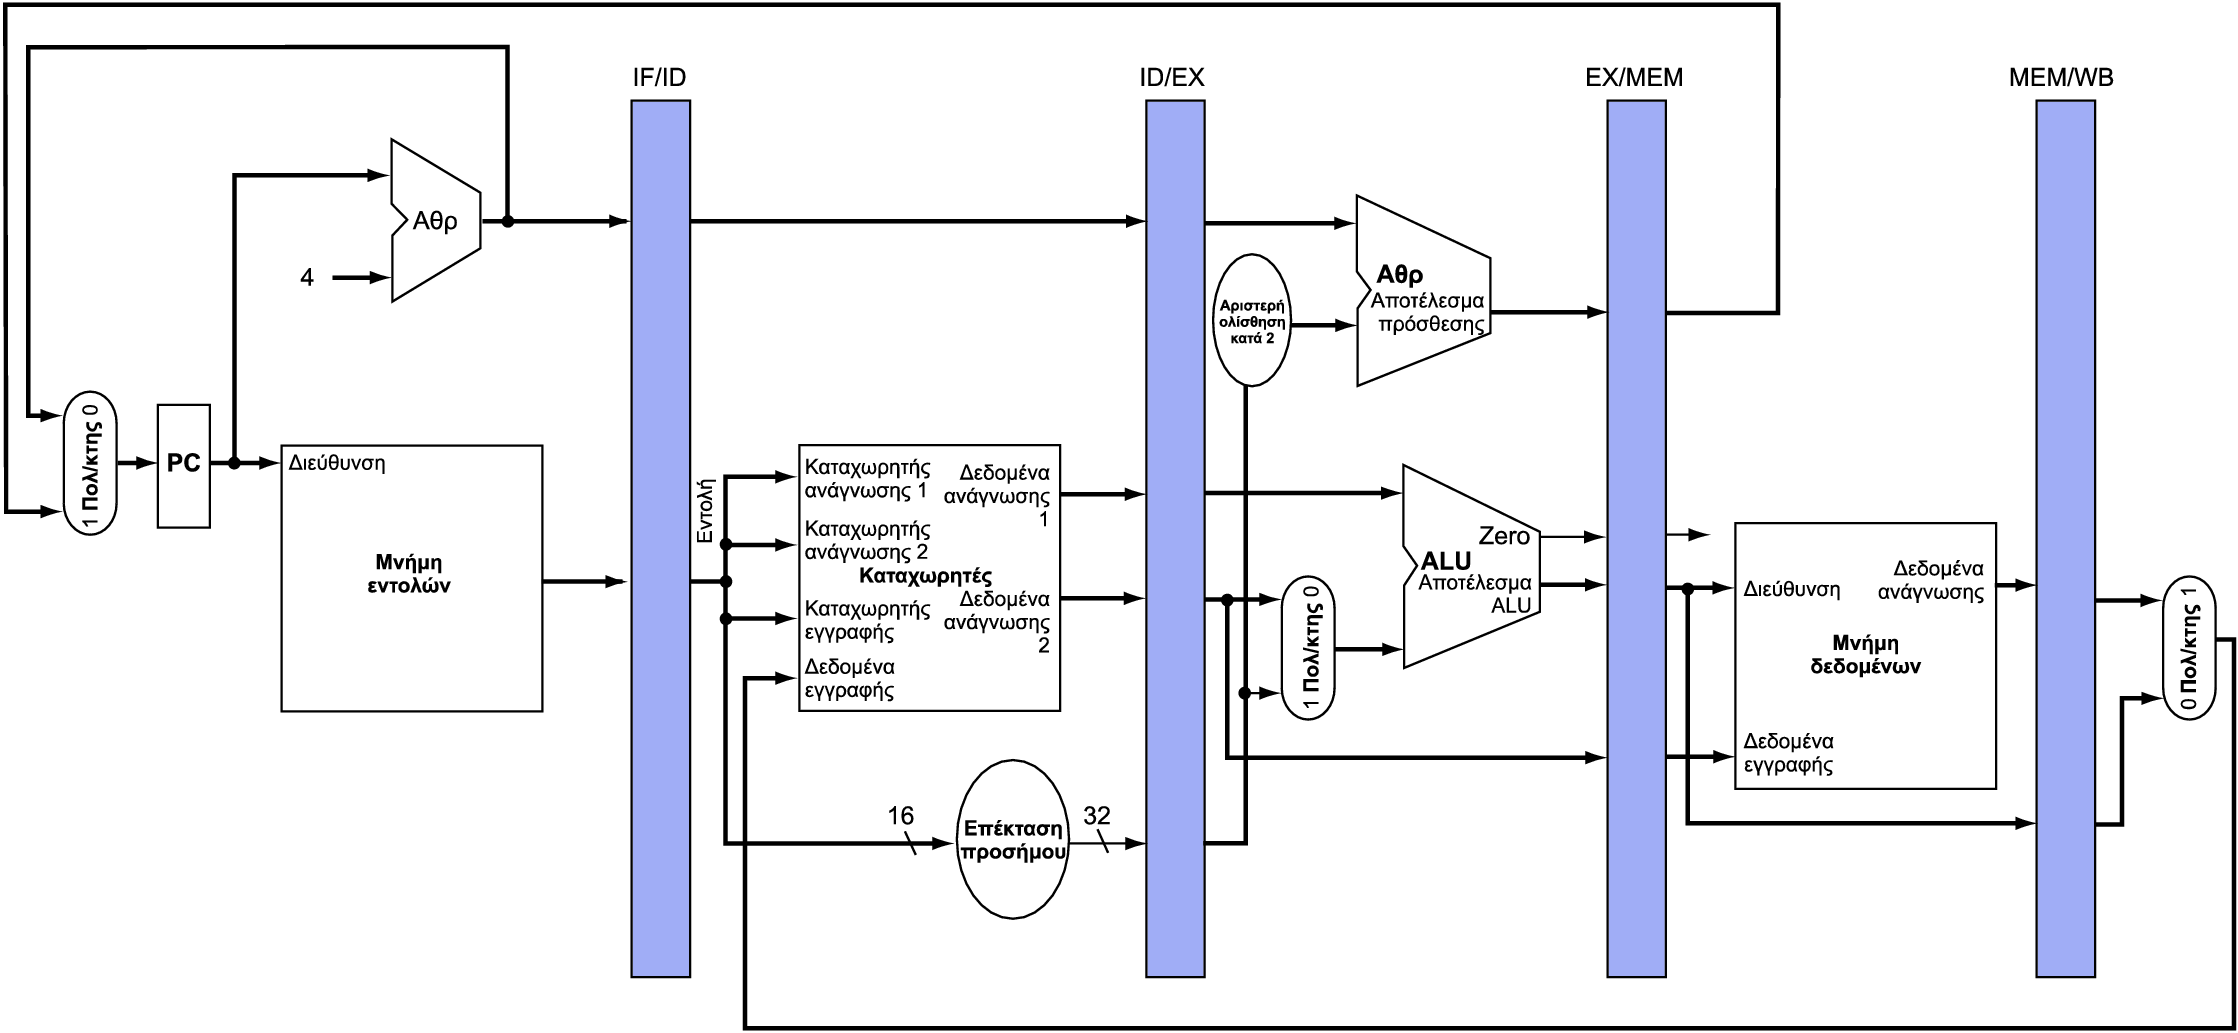 IF/ID
ID/EX
EX/MEM
MEM/WB
Αθρ
4
Αθρ
Αποτέλεσμα
πρόσθεσης
Αριστερή
ολίσθηση
κατά 2
1 Πολ/κτης 0
PC
Διεύθυνση
Μνήμη
εντολών
Εντολή
Καταχωρητής
ανάγνωσης 1
Καταχωρητής
ανάγνωσης 2
Καταχωρητές
Καταχωρητής
εγγραφής
Δεδομένα
εγγραφής
Δεδομένα
ανάγνωσης
1
Δεδομένα
ανάγνωσης
2
16
Επέκταση
προσήμου
32
1 Πολ/κτης 0
Zero
ALU
Αποτέλεσμα
ALU
Διεύθυνση
Δεδομένα
ανάγνωσης
Μνήμη
δεδομένων
Δεδομένα
εγγραφής
0 Πολ/κτης 1